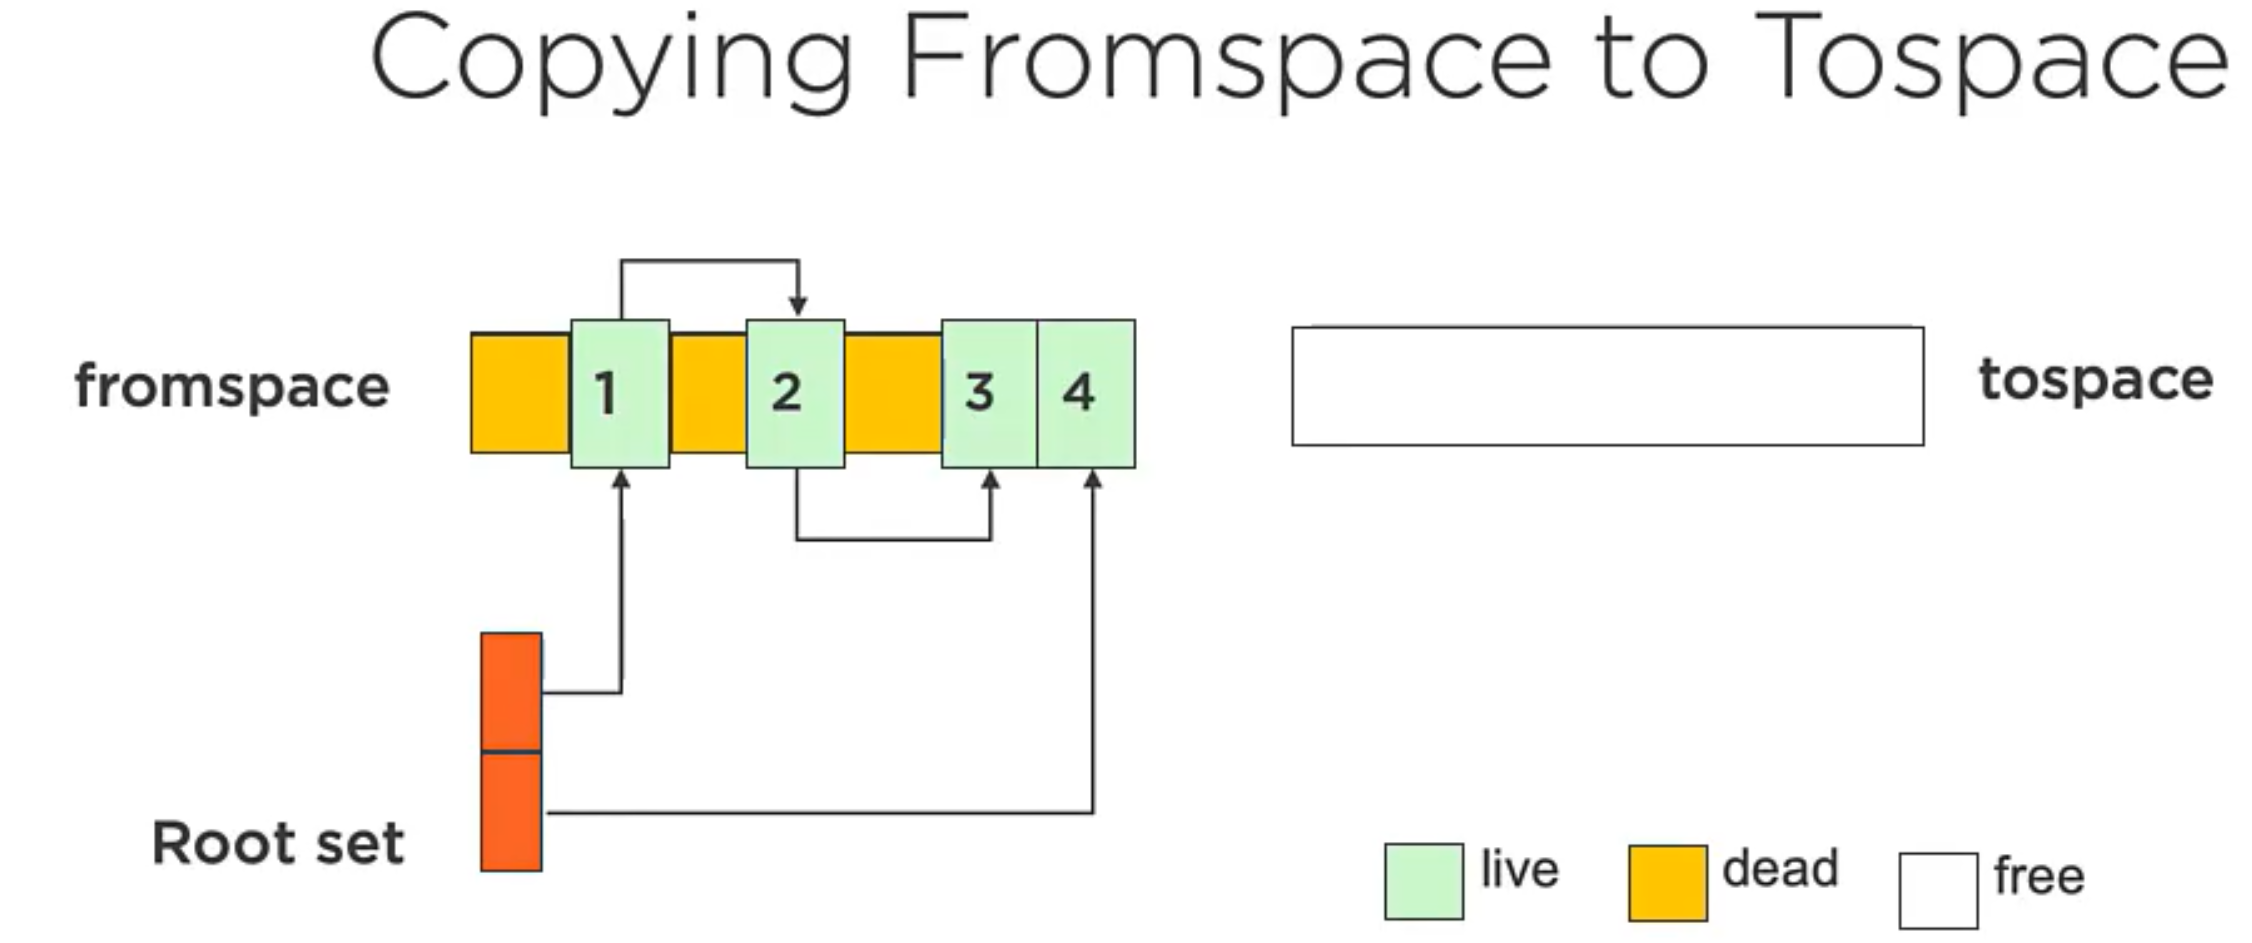 Copying Fromspace to Tospace
fromspace
1 2 3 4
tospace
Root set
live dead free